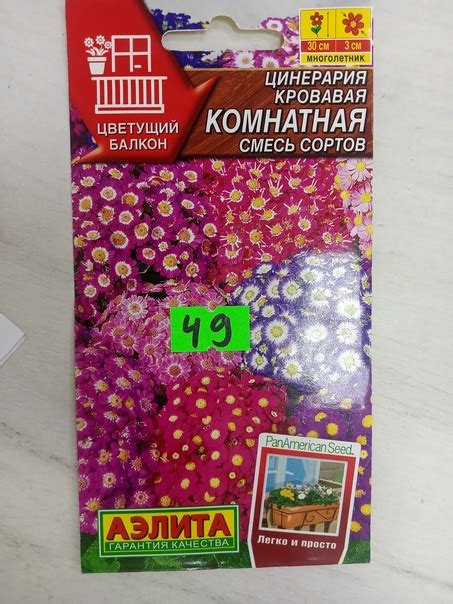 30 см
3 см
многолетник
ЦИНЕРАРИЯ
КРОВАВАЯ
КОМНАТНАЯ
СМЕСЬ СОРТОВ
ЦВЕТУЩИЙ
БАЛКОН
49
PanAmerican Seed
Легко и просто
АЭЛИТА
ГАРАНТИЯ КАЧЕСТВА